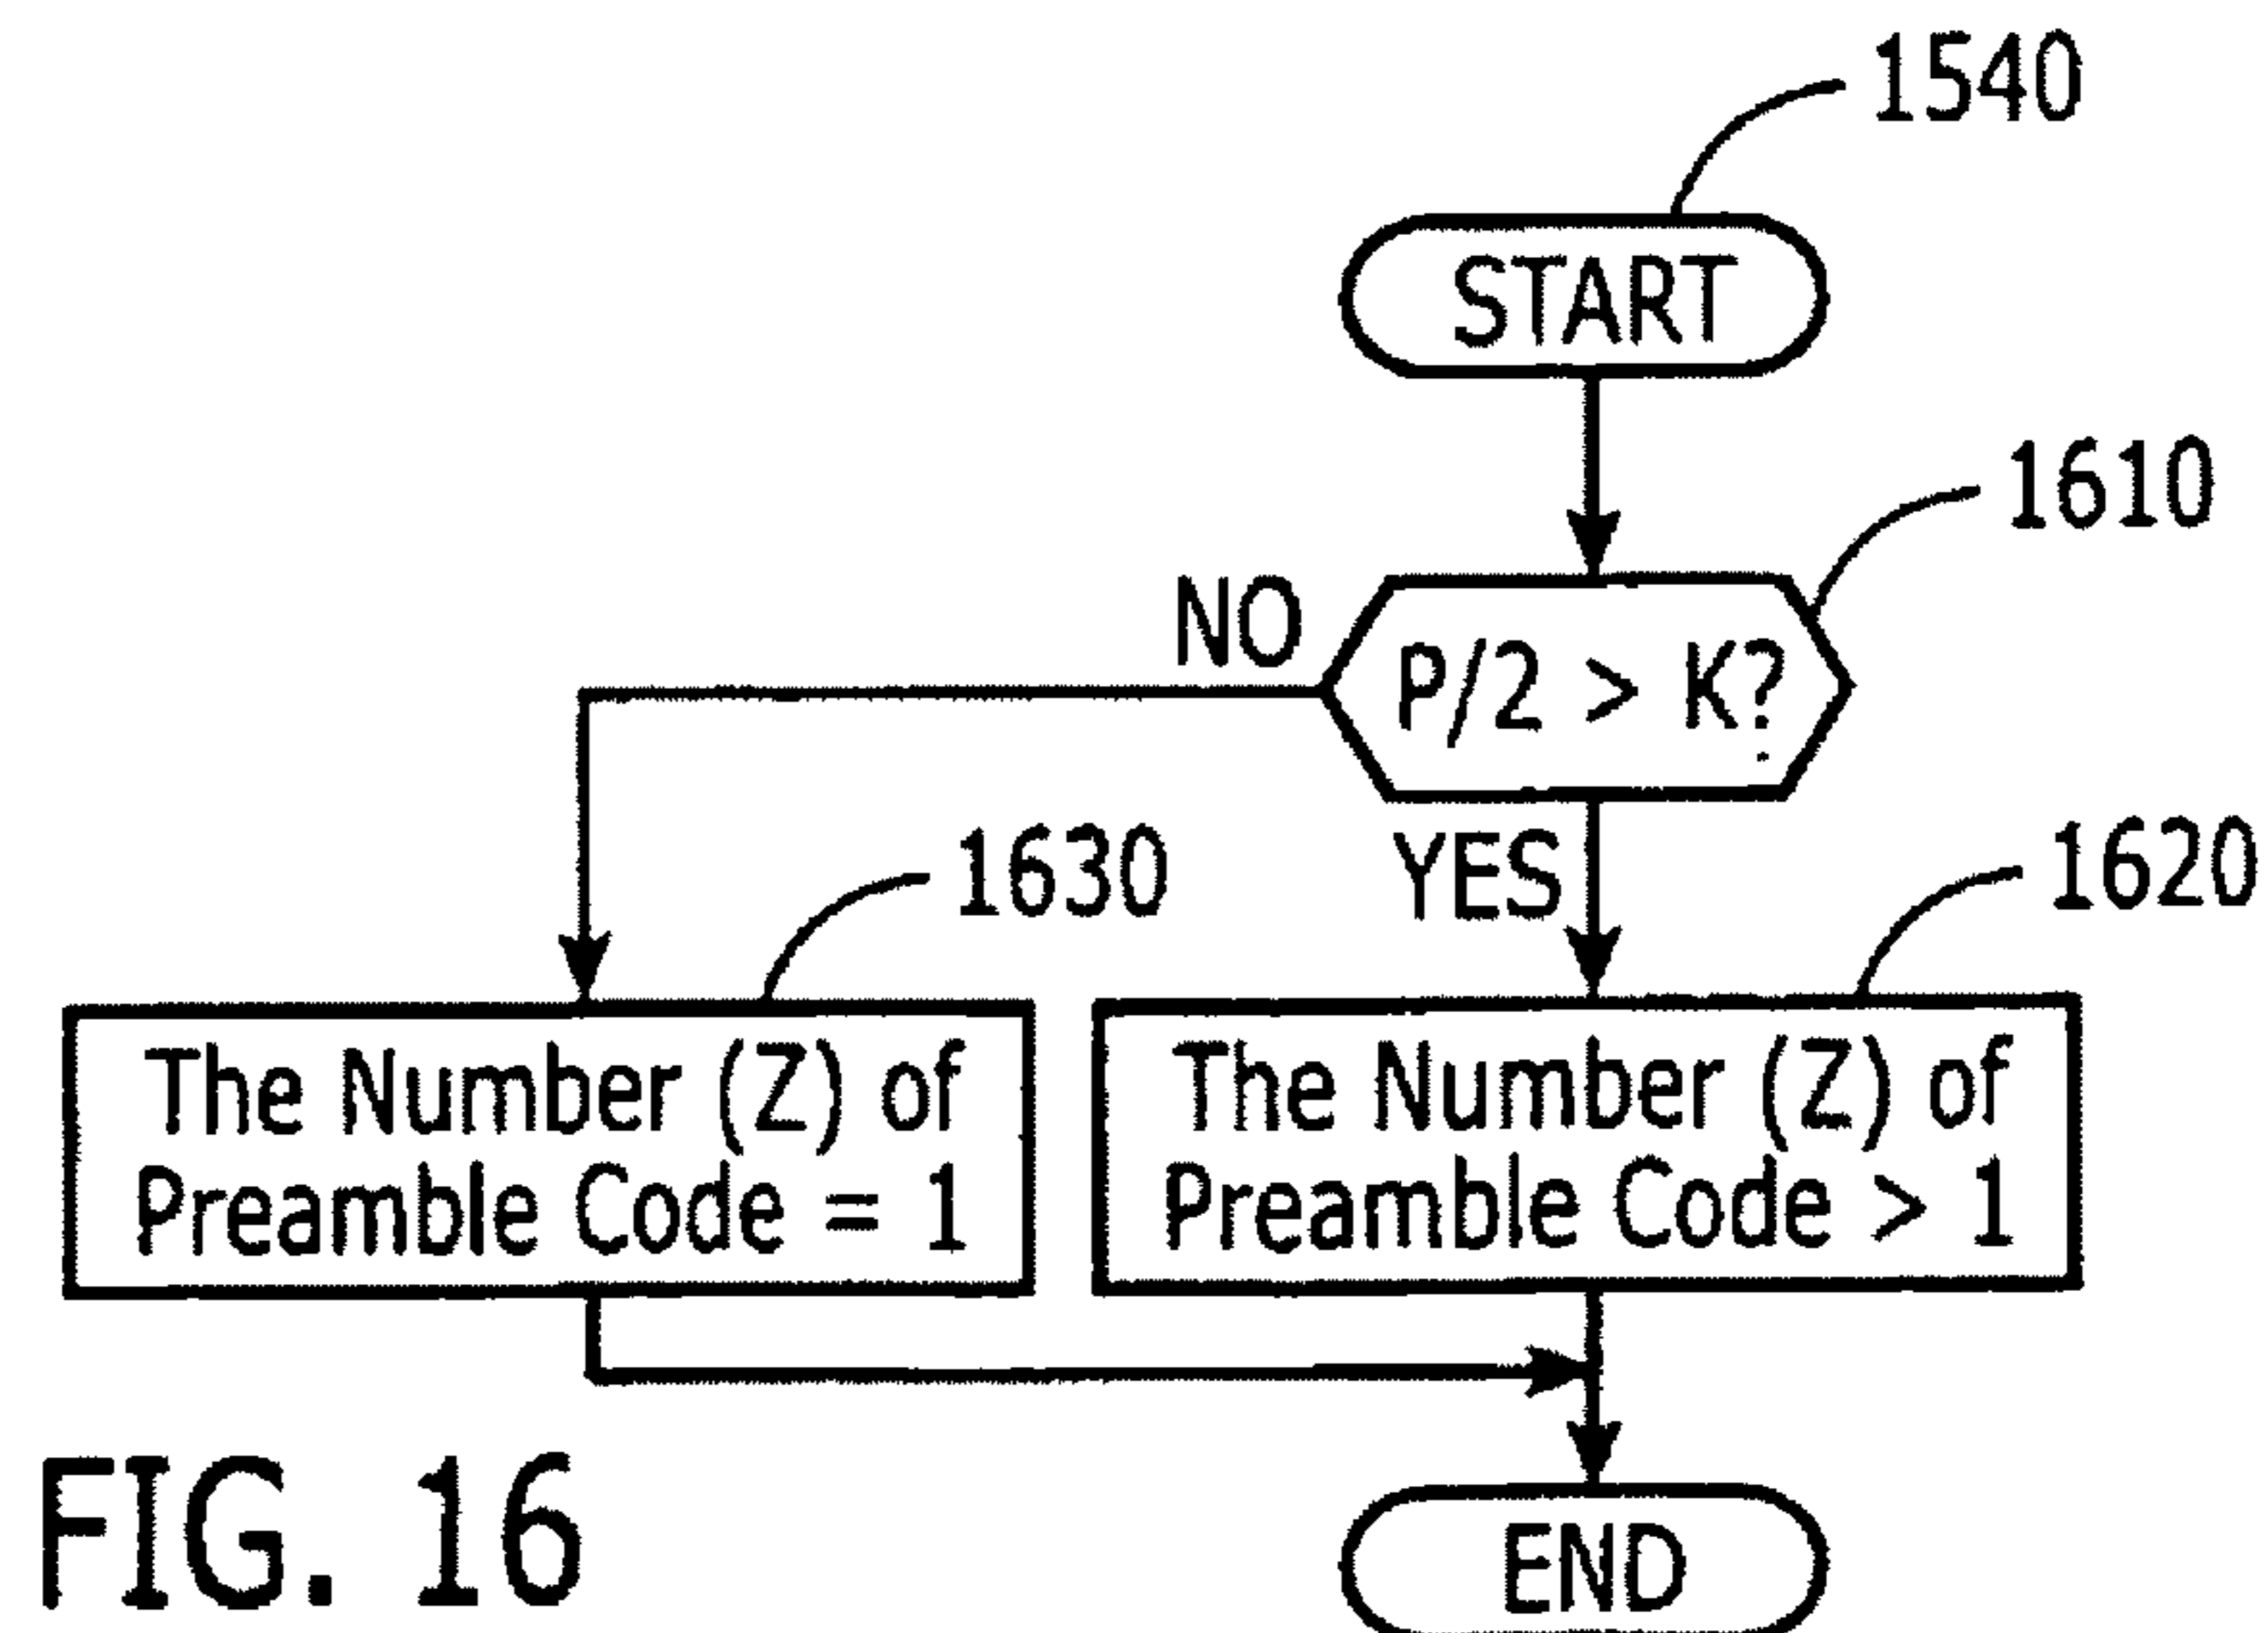 1540
START
1610
NO
P/2 > K?
1630
YES
1620
The Number (Z) of
Preamble Code = 1
The Number (Z) of
Preamble Code > 1
FIG. 16
END